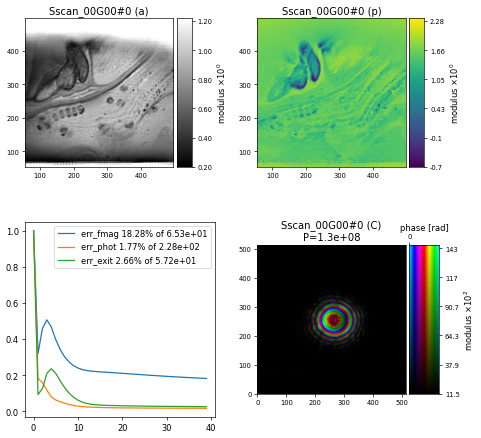 Sscan_00G00#0 (a)
400
300
200
100
100 200 300 400
1.20
1.00
0.80
0.60
0.40
0.20
modulus ×10⁰
Sscan_00G00#0 (p)
400
300
200
100
100 200 300 400
2.28
1.66
1.05
0.43
-0.1
-0.7
modulus ×10⁰
1.0
0.8
0.6
0.4
0.2
0.0
0 10 20 30 40
err_fmag 18.28% of 6.53e+01
err_phot 1.77% of 2.28e+02
err_exit 2.66% of 5.72e+01
Sscan_00G00#0 (C)
P=1.3e+08
500
400
300
200
100
0
0 100 200 300 400 500
phase [rad]
0
143
117
90.7
64.3
37.9
11.5
modulus ×10²